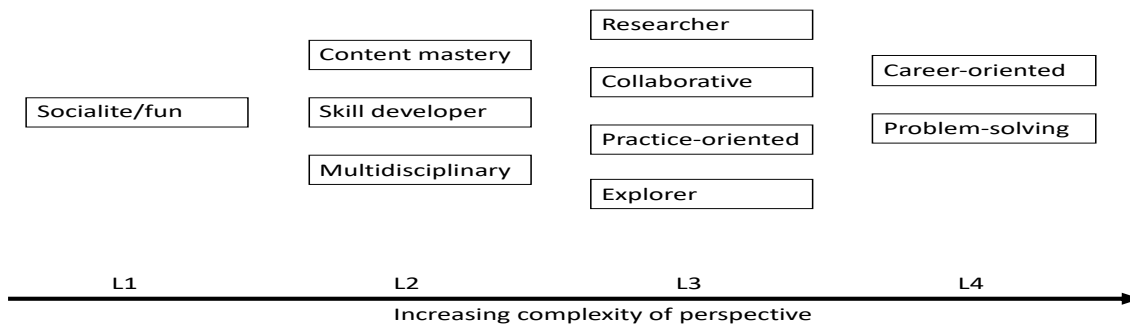 Socialite/fun
Content mastery
Skill developer
Multidisciplinary
Researcher
Collaborative
Practice-oriented
Explorer
Career-oriented
Problem-solving
L1
L2
L3
L4
Increasing complexity of perspective